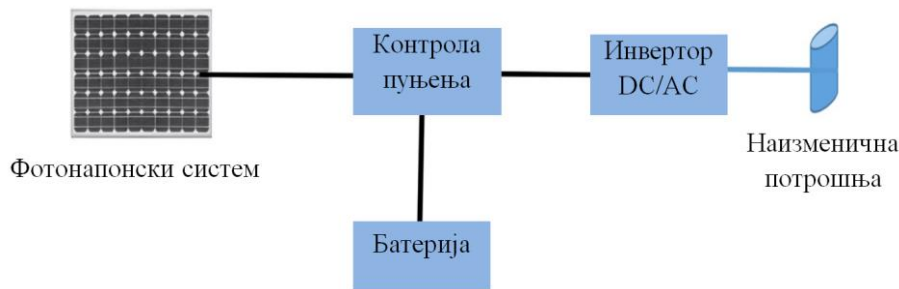 Контрола
пуњења
Инвертор
DC/AC
Наизменична
потрошња
Фотонапонски систем
Батерија